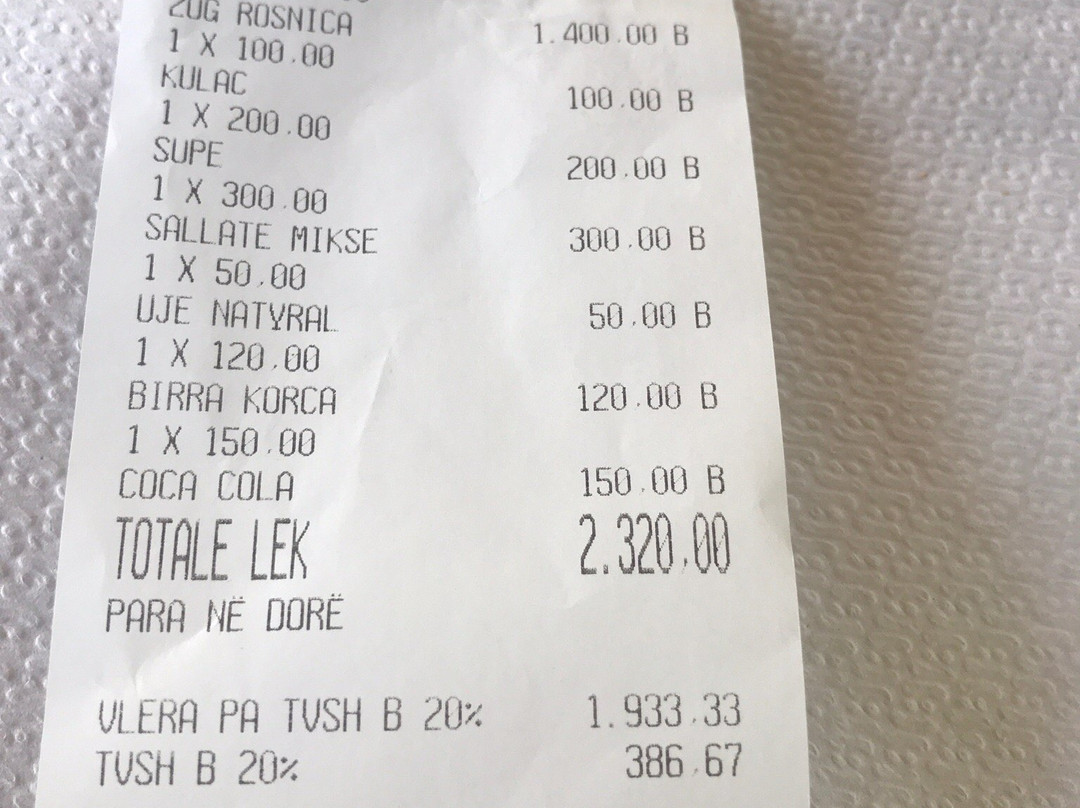 ZOG ROSNICA 1.400.00 B
1 X 100.00
KULAC 100.00 B
1 X 200.00
SUPE 200.00 B
1 X 300.00
SALLATE MIKSE 300.00 B
1 X 50.00
UJE NATYRAL 50.00 B
1 X 120.00
BIRRA KORCA 120.00 B
1 X 150.00
COCA COLA 150.00 B
TOTALE LEK 2.320.00
PARA NË DORË
VLERA PA TVSH B 20% 1.933.33
TVSH B 20% 386.67